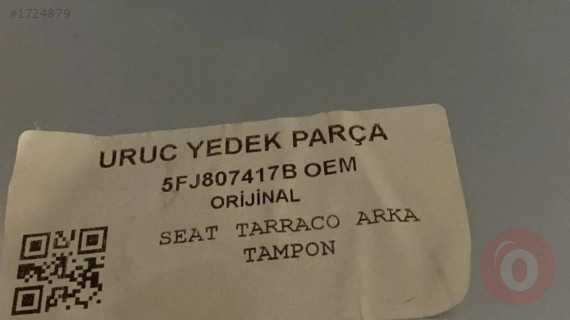 #1724879
URUC YEDEK PARÇA
5FJ807417B OEM
ORİJİNAL
SEAT TARRACO ARKA
TAMPON